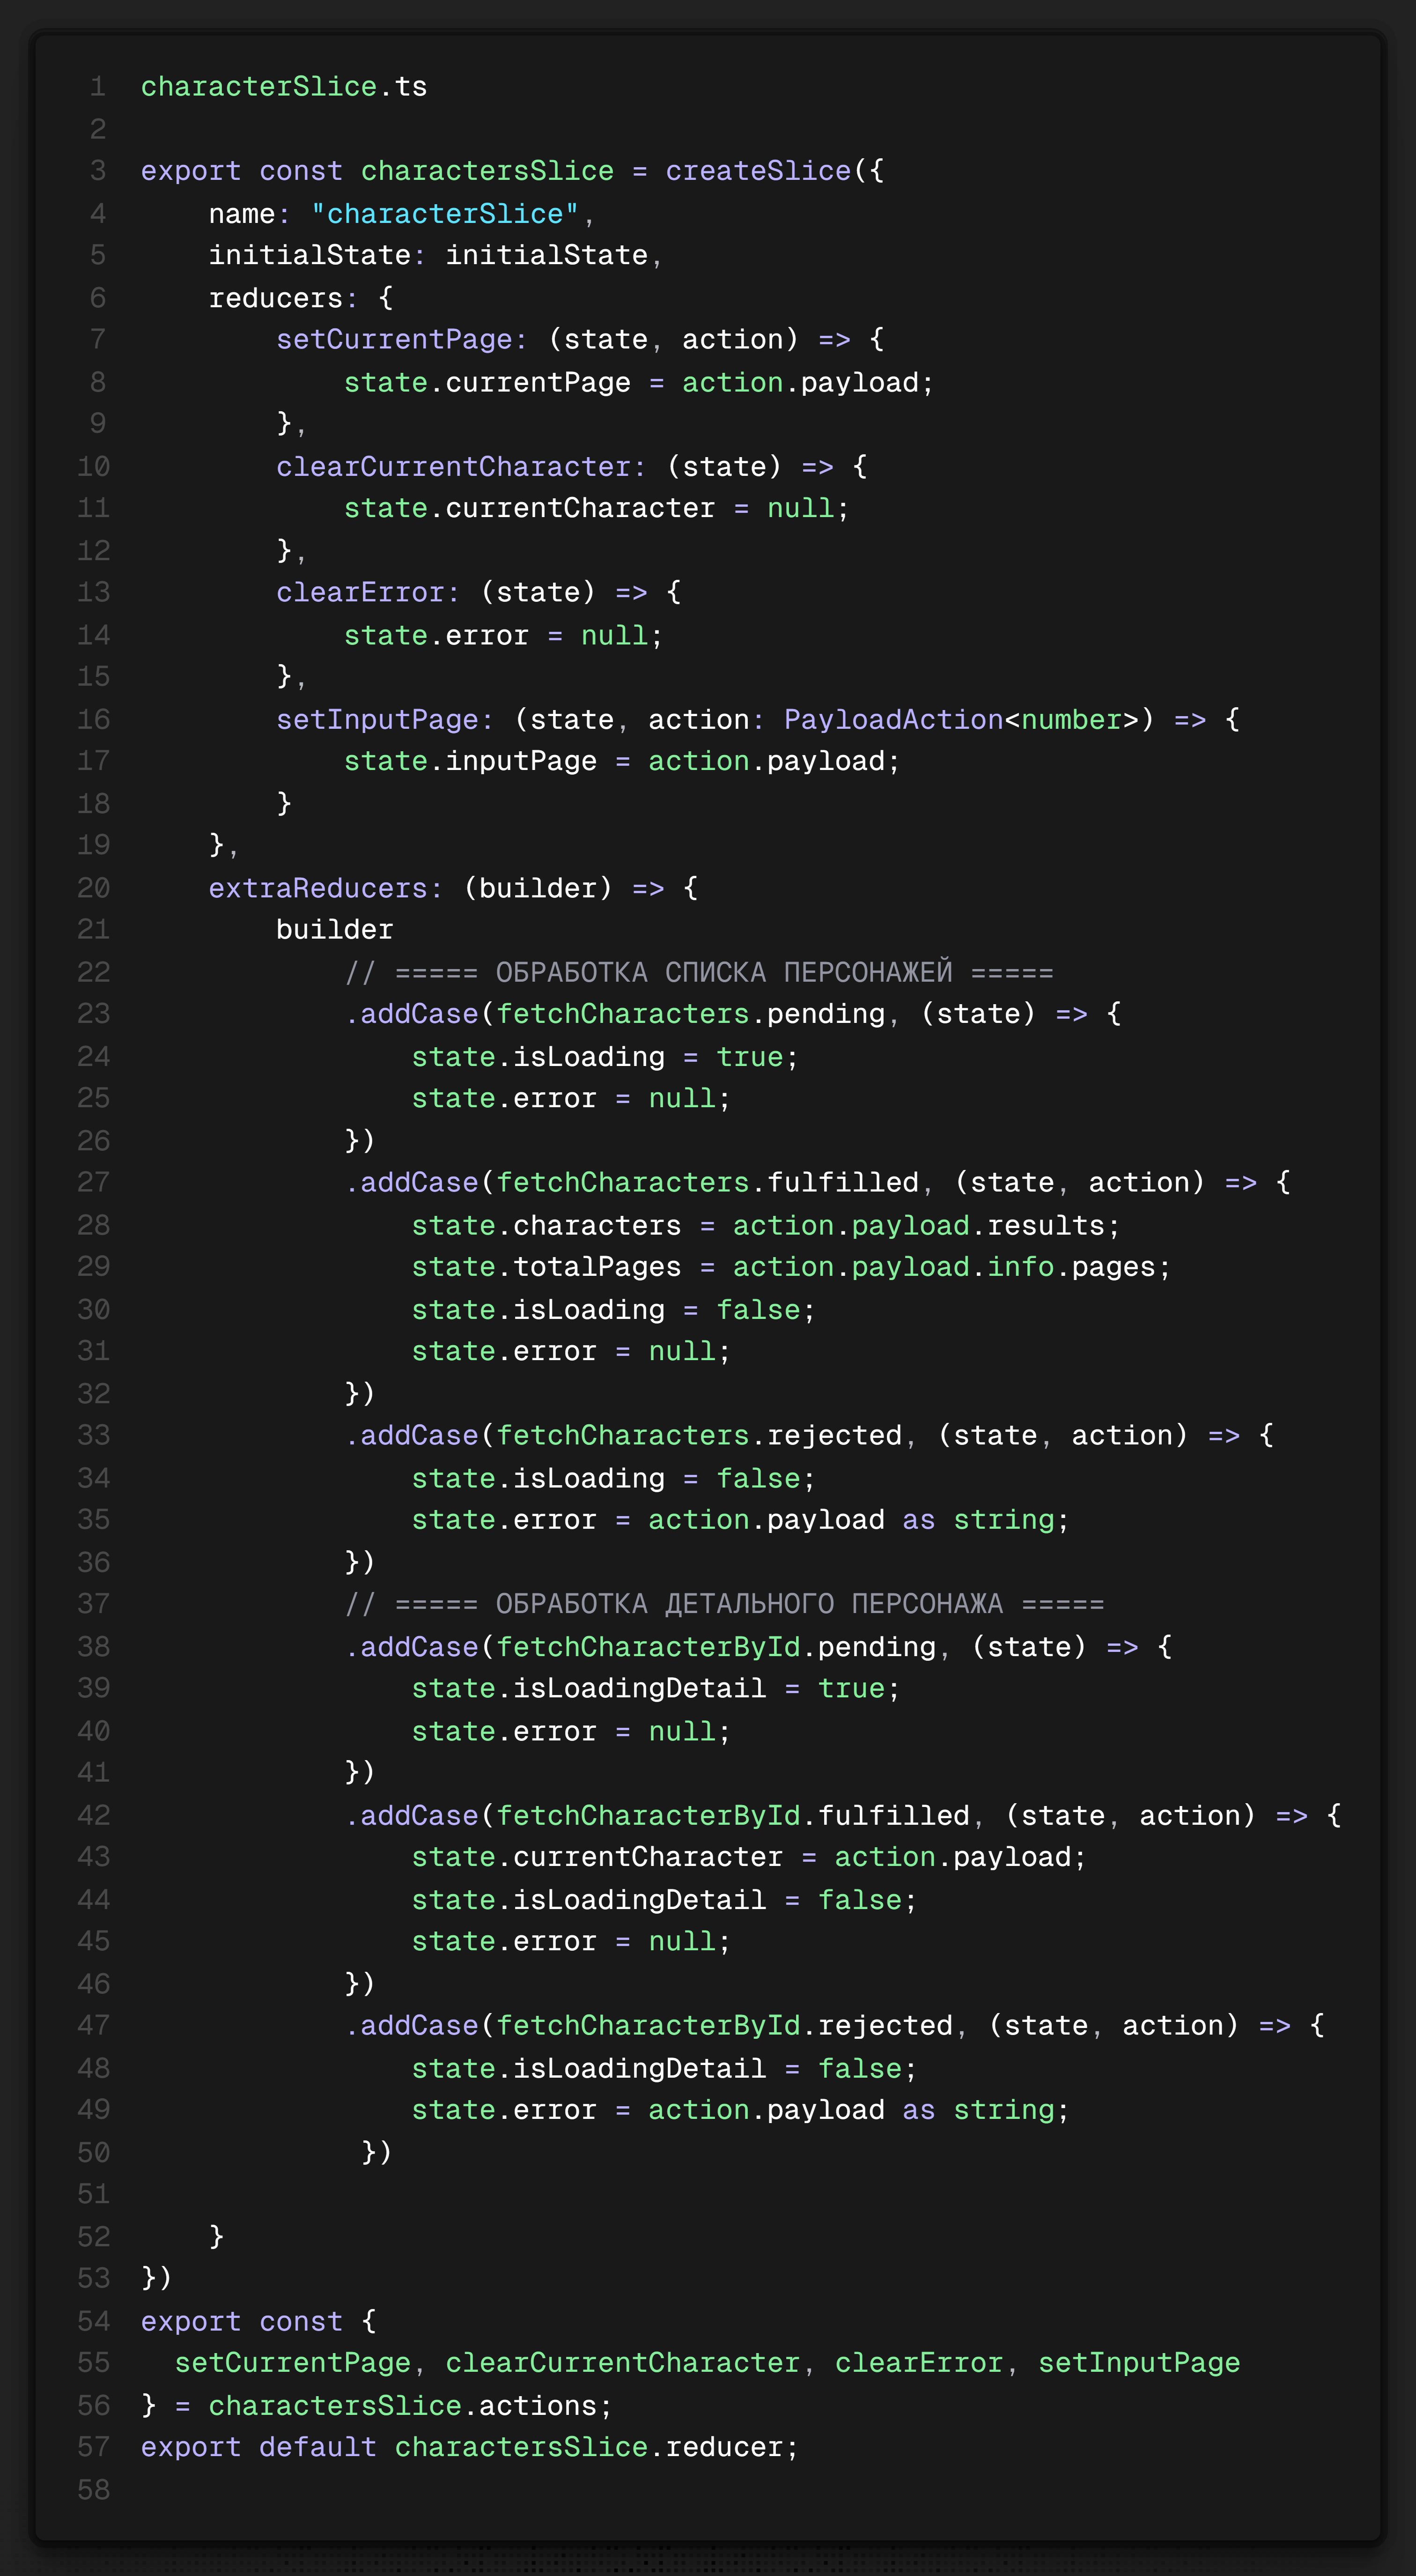 1 characterSlice.ts
2
3 export const charactersSlice = createSlice({
4     name: "characterSlice",
5     initialState: initialState,
6     reducers: {
7         setCurrentPage: (state, action) => {
8             state.currentPage = action.payload;
9         },
10         clearCurrentCharacter: (state) => {
11             state.currentCharacter = null;
12         },
13         clearError: (state) => {
14             state.error = null;
15         },
16         setInputPage: (state, action: PayloadAction<number>) => {
17             state.inputPage = action.payload;
18         }
19     },
20     extraReducers: (builder) => {
21         builder
22             // ===== ОБРАБОТКА СПИСКА ПЕРСОНАЖЕЙ =====
23             .addCase(fetchCharacters.pending, (state) => {
24                 state.isLoading = true;
25                 state.error = null;
26             })
27             .addCase(fetchCharacters.fulfilled, (state, action) => {
28                 state.characters = action.payload.results;
29                 state.totalPages = action.payload.info.pages;
30                 state.isLoading = false;
31                 state.error = null;
32             })
33             .addCase(fetchCharacters.rejected, (state, action) => {
34                 state.isLoading = false;
35                 state.error = action.payload as string;
36             })
37             // ===== ОБРАБОТКА ДЕТАЛЬНОГО ПЕРСОНАЖА =====
38             .addCase(fetchCharacterById.pending, (state) => {
39                 state.isLoadingDetail = true;
40                 state.error = null;
41             })
42             .addCase(fetchCharacterById.fulfilled, (state, action) => {
43                 state.currentCharacter = action.payload;
44                 state.isLoadingDetail = false;
45                 state.error = null;
46             })
47             .addCase(fetchCharacterById.rejected, (state, action) => {
48                 state.isLoadingDetail = false;
49                 state.error = action.payload as string;
50              })
51
52     }
53 })
54 export const {
55   setCurrentPage, clearCurrentCharacter, clearError, setInputPage
56 } = charactersSlice.actions;
57 export default charactersSlice.reducer;
58